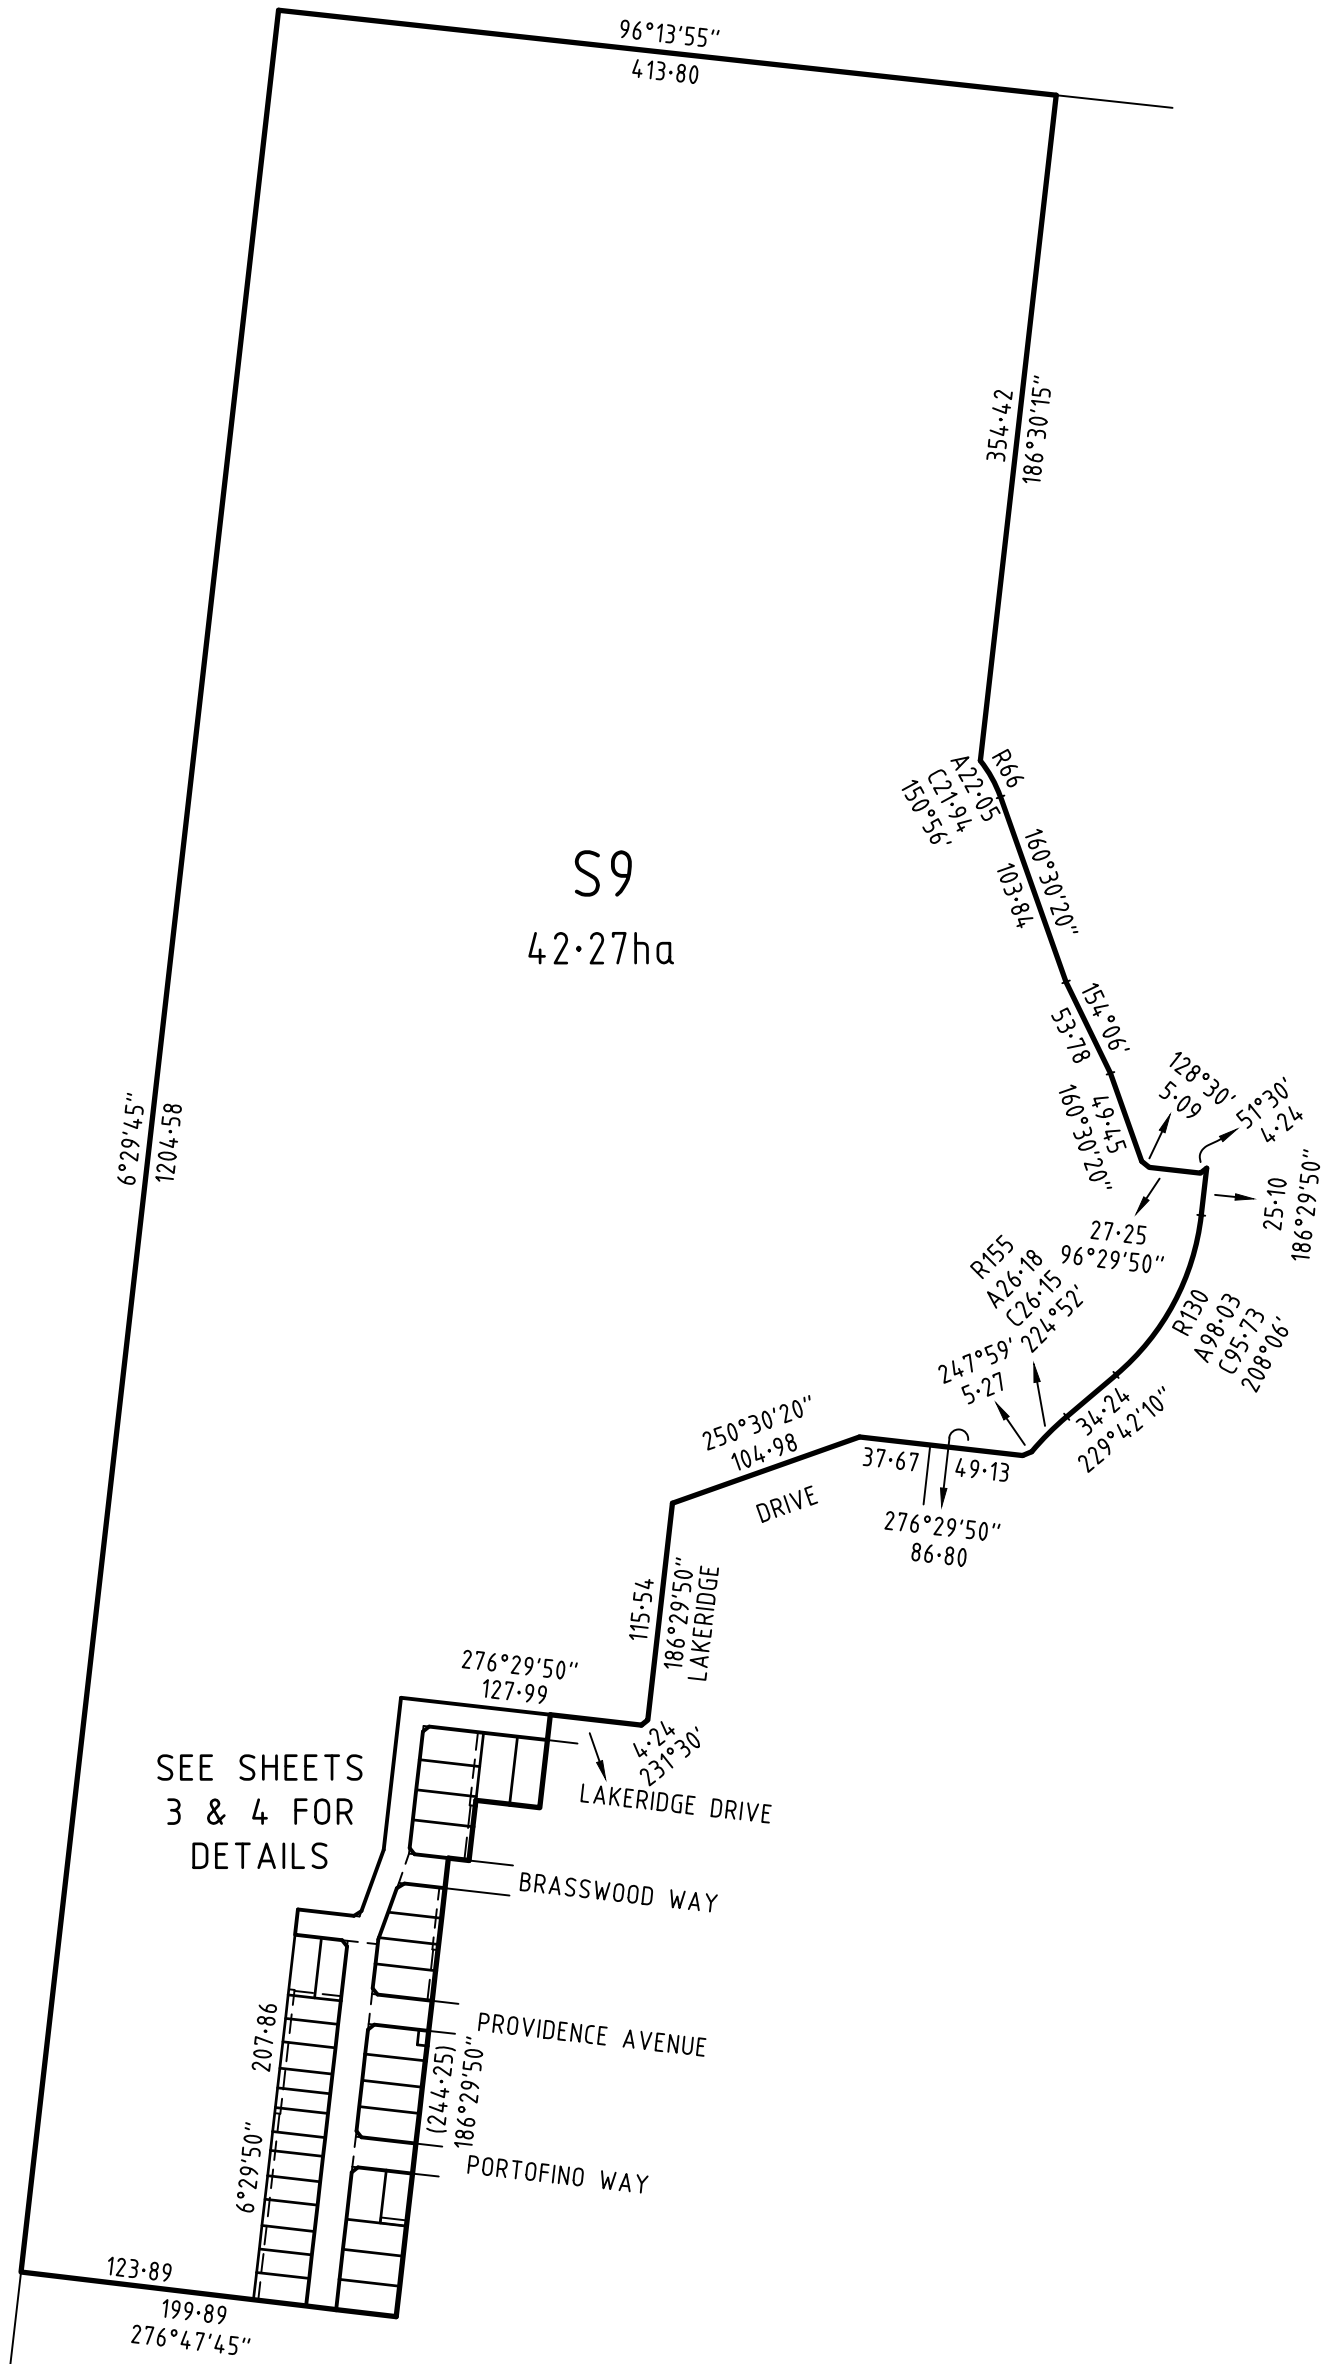 96°13'55"
413·80
354·42
186°30'15"
R66
A22·05
C21·94
150°56'
S9
42·27ha
160°30'20"
103·84
154°06'
53·78
49·45
160°30'20"
128°30'
5·09
51°30'
4·24
6°29'45"
1204·58
25·10
186°29'50"
27·25
96°29'50"
R155
A26·18
C26·15
224°52'
R130
A98·03
C95·73
208°06'
247°59'
5·27
34·24
229°42'10"
250°30'20"
104·98
DRIVE
37·67
49·13
276°29'50"
86·80
115·54
186°29'50"
LAKERIDGE
276°29'50"
127·99
4·24
231°30'
LAKERIDGE DRIVE
SEE SHEETS
3 & 4 FOR
DETAILS
BRASSWOOD WAY
PROVIDENCE AVENUE
207·86
6°29'50"
(244·25)
186°29'50"
PORTOFINO WAY
123·89
199·89
276°47'45"